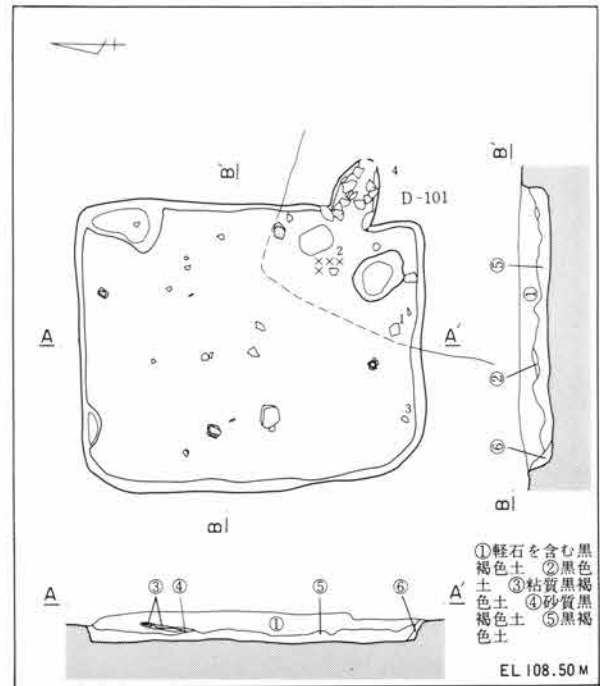 B'
4
D-101
2
××××
1
A
A'
3
B
B'
⑤
①
②
⑥
B
A
③
④
⑤
⑥
A'
①
①軽石を含む黒
褐色土 ②黒色
土 ③粘質黒褐
色土 ④砂質黒
褐色土 ⑤黒褐
色土
EL 108.50M